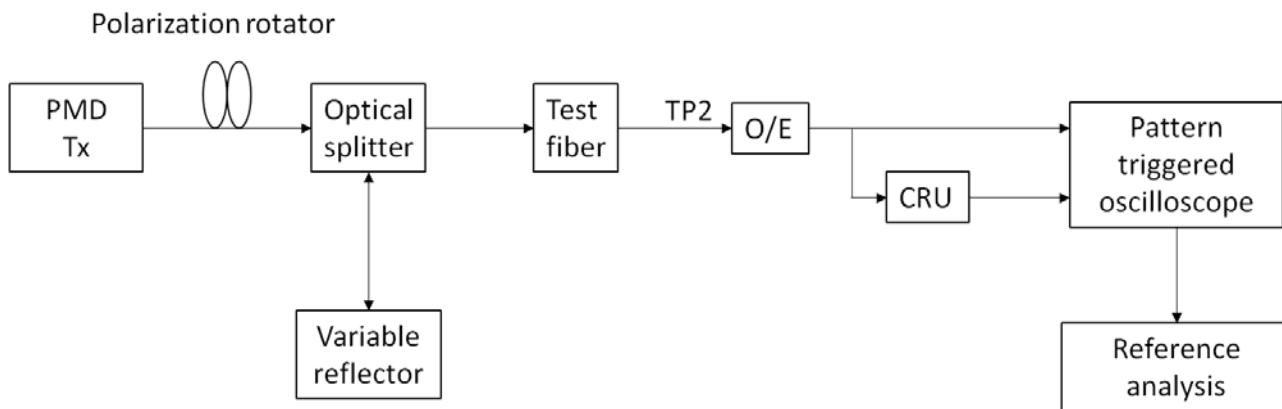 Polarization rotator
PMD
Tx
Optical
splitter
Test
fiber
TP2
O/E
CRU
Pattern
triggered
oscilloscope
Variable
reflector
Reference
analysis